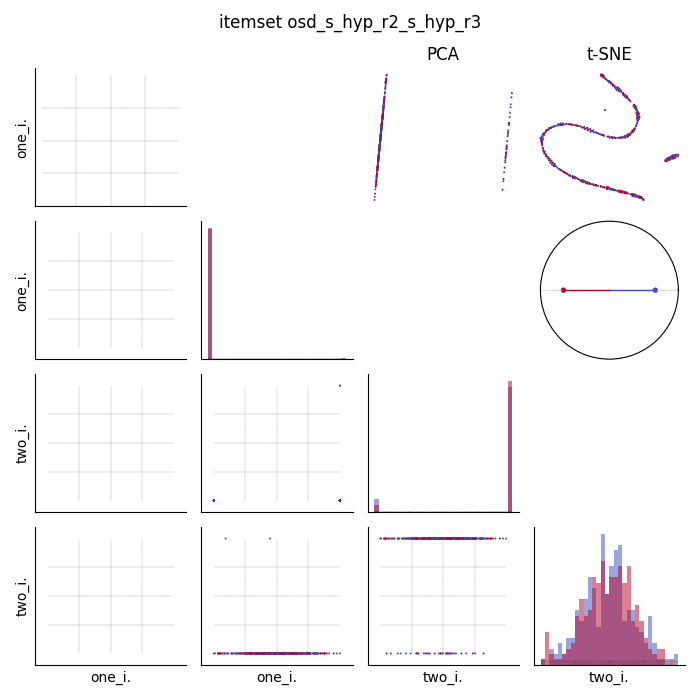 itemset osd_s_hyp_r2_s_hyp_r3
PCA
t-SNE
one_i.
one_i.
two_i.
two_i.
one_i.
one_i.
two_i.
two_i.